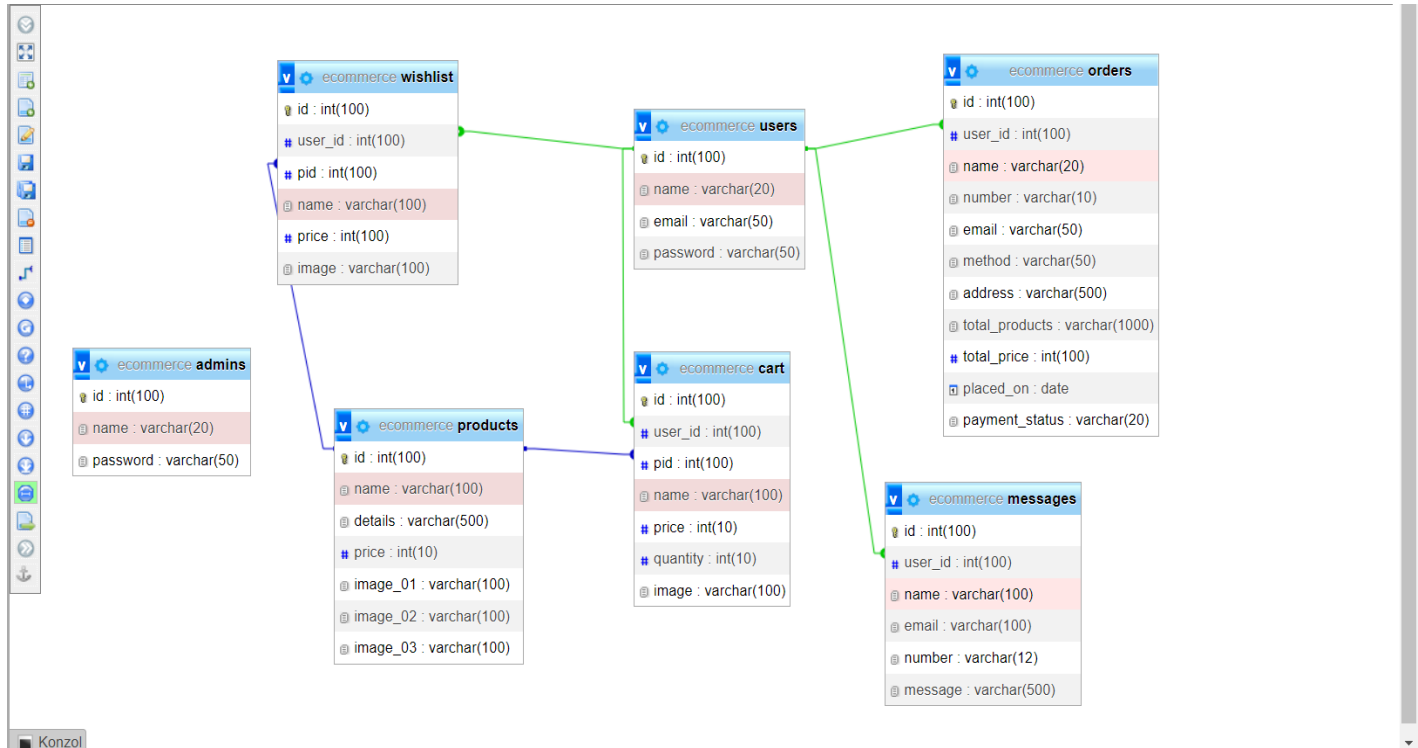 ecommerce wishlist
id : int(100)
user_id : int(100)
pid : int(100)
name : varchar(100)
price : int(100)
image : varchar(100)
ecommerce users
id : int(100)
name : varchar(20)
email : varchar(50)
password : varchar(50)
ecommerce orders
id : int(100)
user_id : int(100)
name : varchar(20)
number : varchar(10)
email : varchar(50)
method : varchar(50)
address : varchar(500)
total_products : varchar(1000)
total_price : int(100)
placed_on : date
payment_status : varchar(20)
ecommerce admins
id : int(100)
name : varchar(20)
password : varchar(50)
ecommerce products
id : int(100)
name : varchar(100)
details : varchar(500)
price : int(10)
image_01 : varchar(100)
image_02 : varchar(100)
image_03 : varchar(100)
ecommerce cart
id : int(100)
user_id : int(100)
pid : int(100)
name : varchar(100)
price : int(10)
quantity : int(10)
image : varchar(100)
ecommerce messages
id : int(100)
user_id : int(100)
name : varchar(100)
email : varchar(100)
number : varchar(12)
message : varchar(500)
Konzol